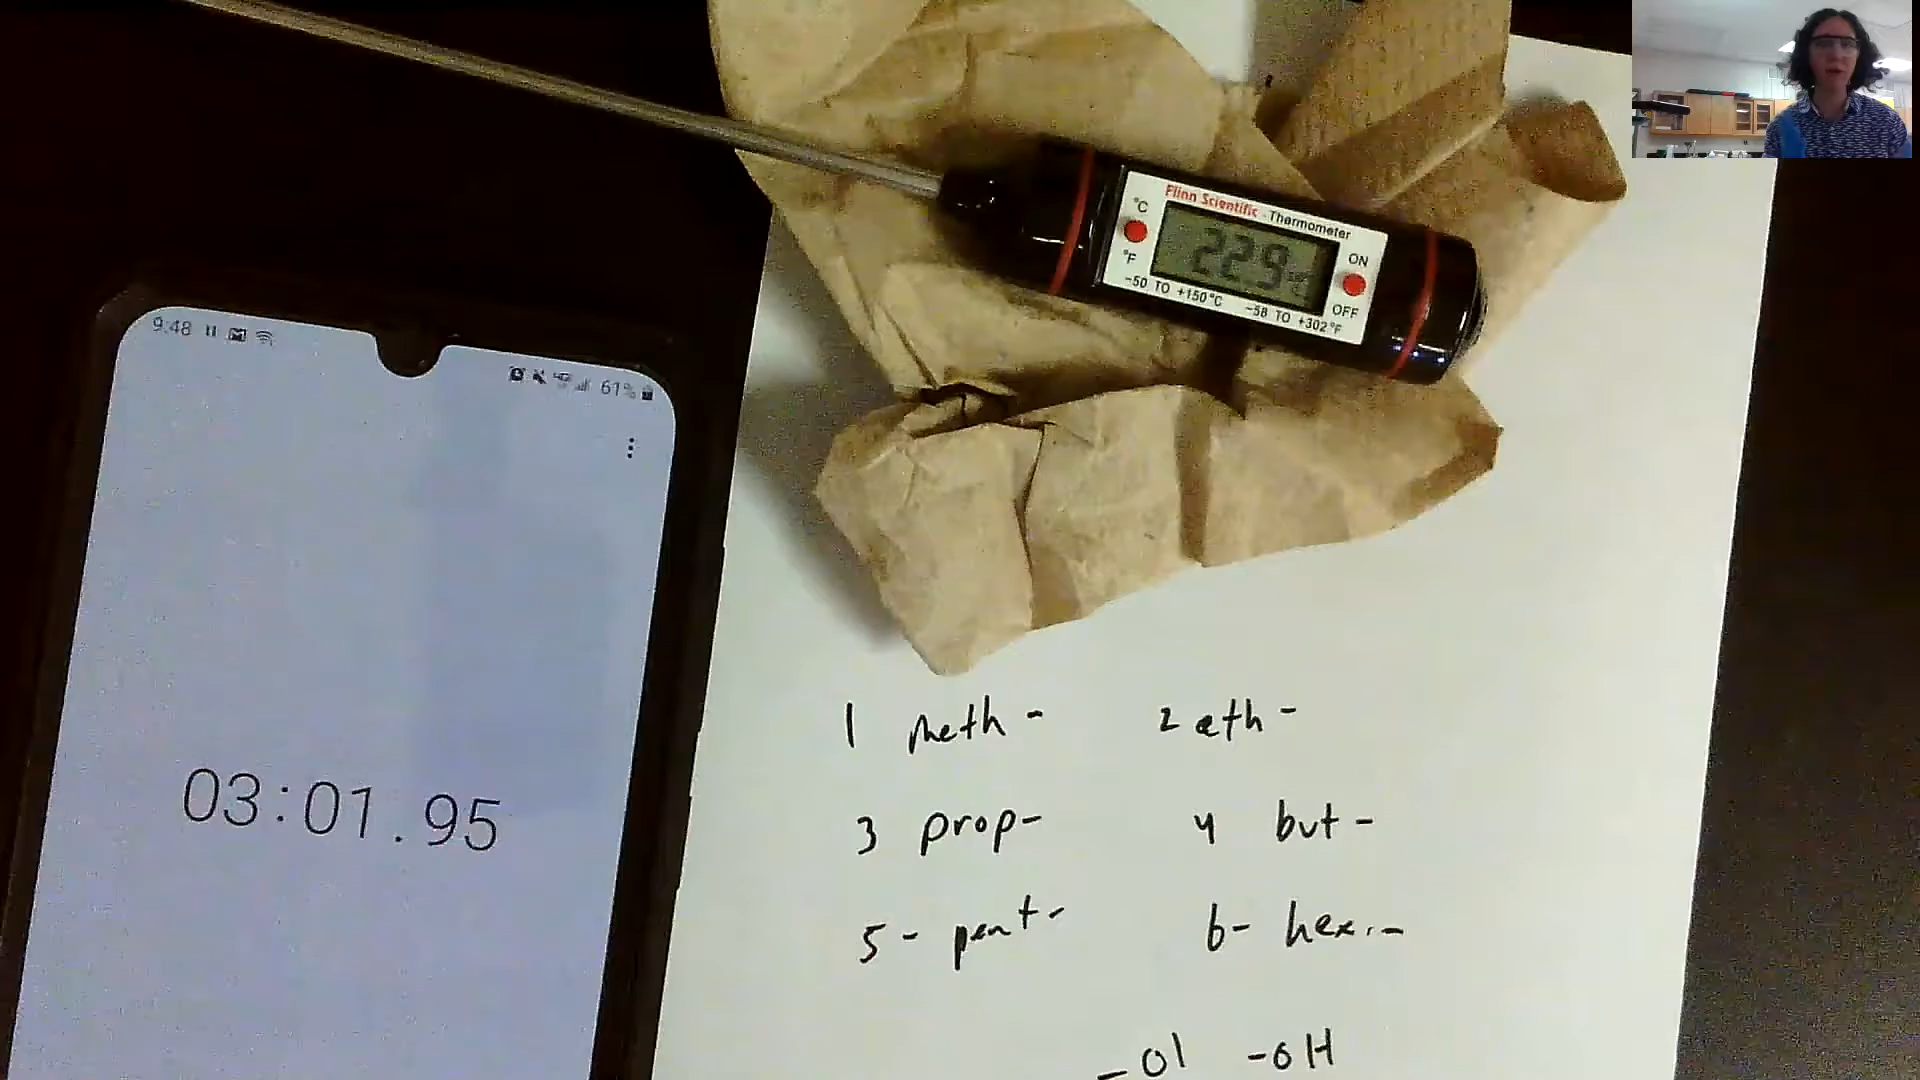 Flinn Scientific - Thermometer
°C
22.9
ON
°F
OFF
-50 TO +150°C -58 TO +302°F
9:48
61%
03:01.95
1 meth - 2 eth -
3 prop- 4 but -
5 - pent - 6- hex. -
- ol -OH